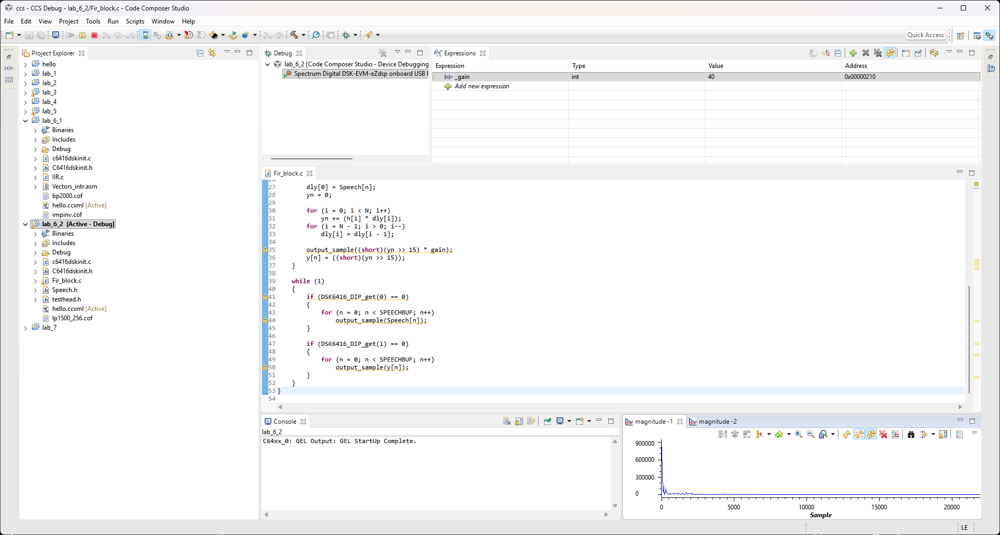 ccs - CCS Debug - lab_6_2/Fir_block.c - Code Composer Studio
File Edit View Project Tools Run Scripts Window Help
Quick Access
Project Explorer
hello
lab_1
lab_2
lab_3
lab_4
lab_5
lab_6_1
Binaries
Includes
Debug
c6416dskinit.c
C6416dskinit.h
IIR.c
Vectors_intr.asm
bp2000.cof
hello.ccxml [Active]
impinv.cof
lab_6_2 [Active - Debug]
Binaries
Includes
Debug
c6416dskinit.c
C6416dskinit.h
Fir_block.c
Speech.h
testhead.h
hello.ccxml [Active]
lp1500_256.cof
lab_7
Debug
lab_6_2 [Code Composer Studio - Device Debugging
Spectrum Digital DSK-EVM-eZdsp onboard USB E
Expressions
Expression Type Value Address
(x)= _gain int 40 0x00000210
Add new expression
Fir_block.c
27 dly[0] = Speech[n];
28 yn = 0;
29
30 for (i = 0; i < N; i++)
31 yn += (h[i] * dly[i]);
32 for (i = N - 1; i > 0; i--)
33 dly[i] = dly[i - 1];
34
35 output_sample((short)(yn >> 15) * gain);
36 y[n] = ((short)(yn >> 15));
37 }
38
39 while (1)
40 {
41 if (DSK6416_DIP_get(0) == 0)
42 {
43 for (n = 0; n < SPEECHBUF; n++)
44 output_sample(Speech[n]);
45 }
46
47 if (DSK6416_DIP_get(1) == 0)
48 {
49 for (n = 0; n < SPEECHBUF; n++)
50 output_sample(y[n]);
51 }
52 }
53 }
54
Console
lab_6_2
C64xx_0: GEL Output: GEL StartUp Complete.
magnitude -1 magnitude -2
900000
600000
300000
0
0 5000 10000 15000 20000
Sample
LE